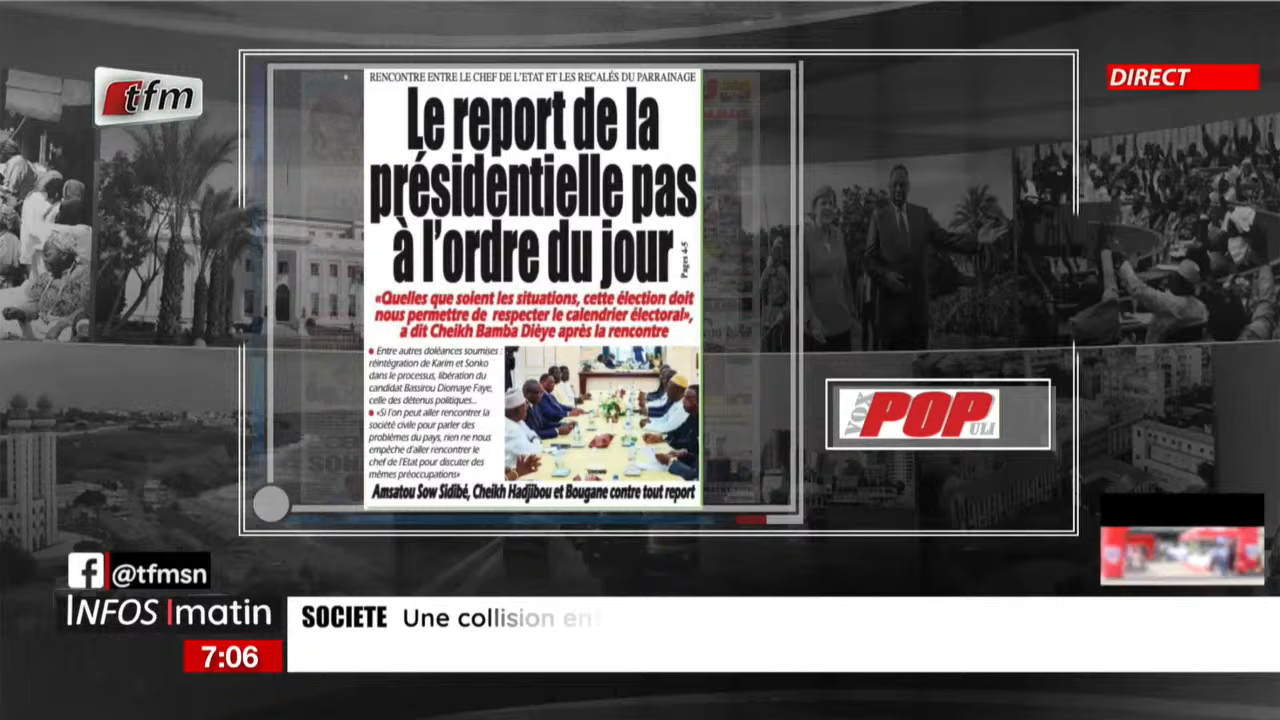 tfm
DIRECT
RENCONTRE ENTRE LE CHEF DE L'ETAT ET LES RECALÉS DU PARRAINAGE
Le report de la
présidentielle pas
à l'ordre du jour
Pages 4-5
«Quelles que soient les situations, cette élection doit
nous permettre de respecter le calendrier électoral»,
a dit Cheikh Bamba Dièye après la rencontre
Entre autres doléances soumises :
réintégration de Karim et Sonko
dans le processus, libération du
candidat Bassirou Diomaye Faye,
celle des détenus politiques...
«Si l'on peut aller rencontrer la
société civile pour parler des
problèmes du pays, rien ne nous
empêche d'aller rencontrer le
chef de l'Etat pour discuter des
mêmes préoccupations»
Amsatou Sow Sidibé, Cheikh Hadjibou et Bougane contre tout report
VOX POPULI
@tfmsn
INFOS matin
7:06
SOCIETE Une collision en